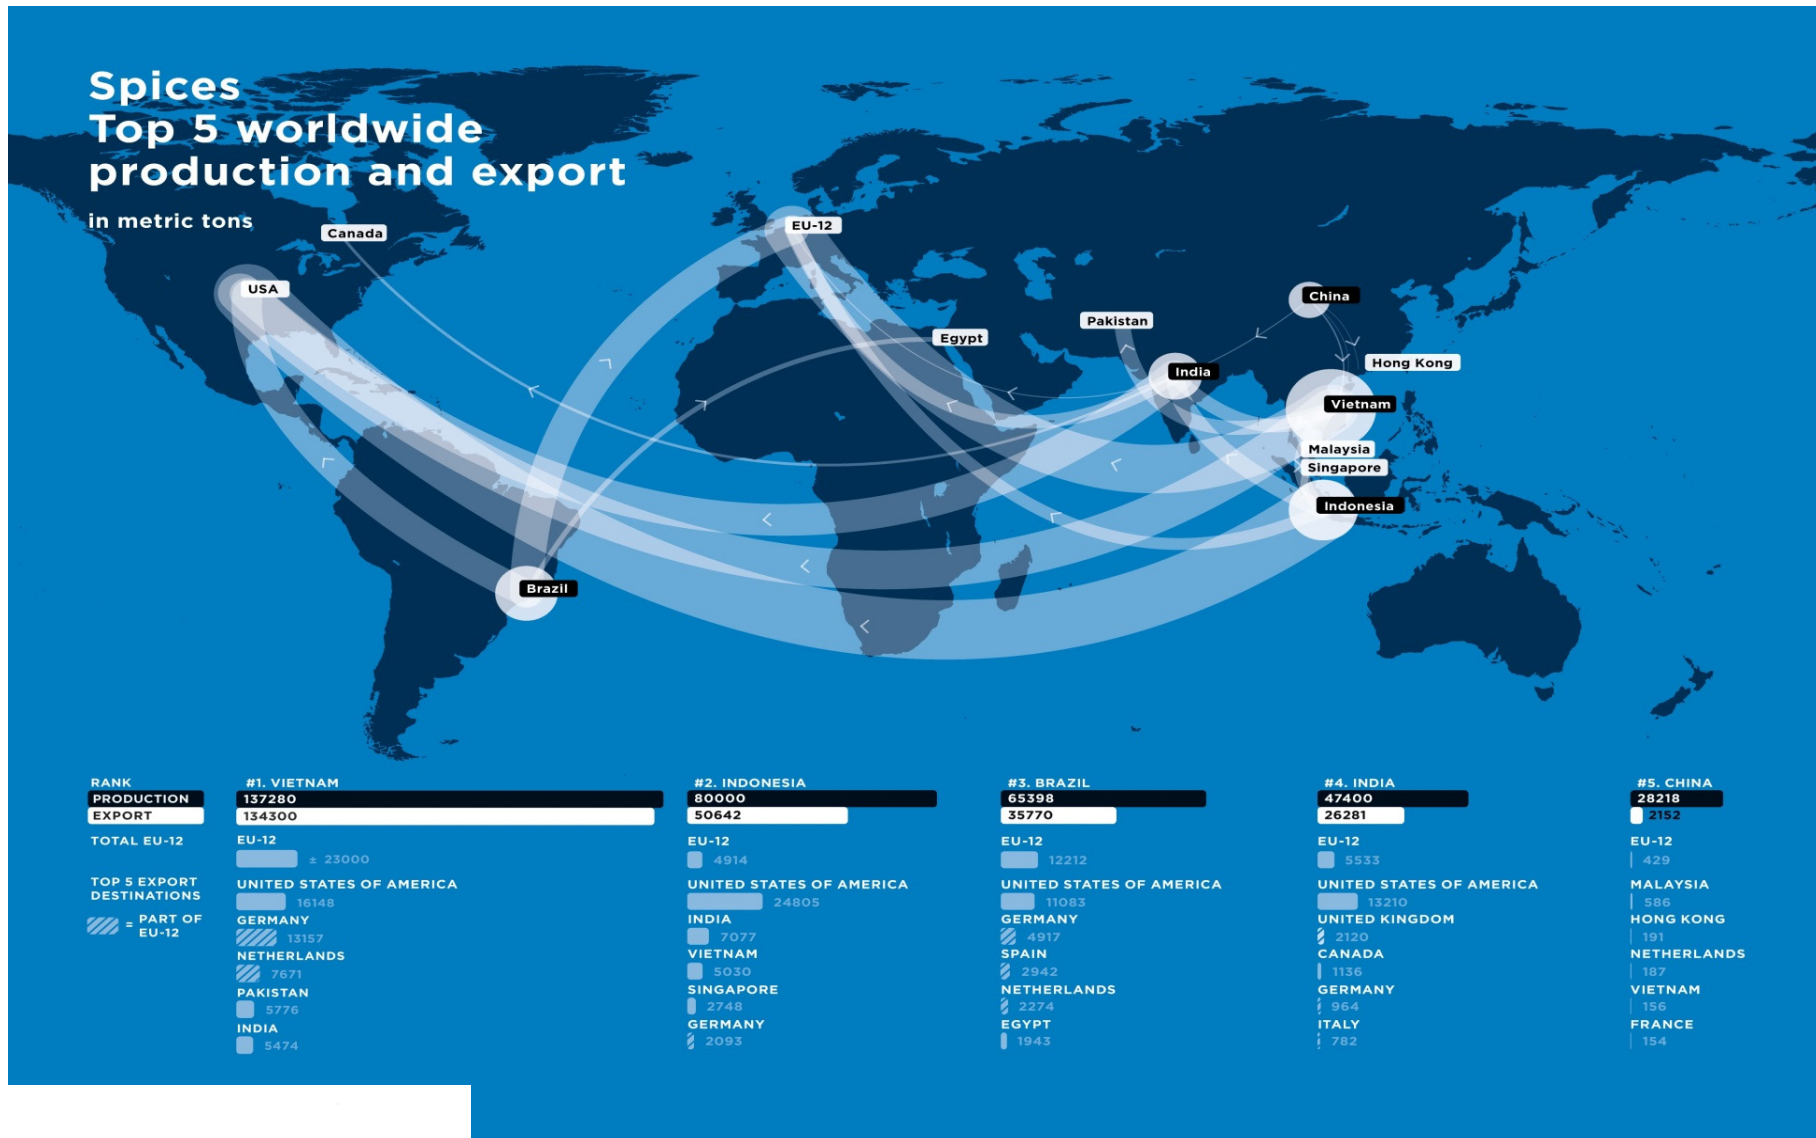 Spices
Top 5 worldwide
production and export
in metric tons
Canada
USA
EU-12
Egypt
Pakistan
China
India
Hong Kong
Vietnam
Malaysia
Singapore
Indonesia
Brazil
RANK
PRODUCTION
EXPORT
TOTAL EU-12
TOP 5 EXPORT
DESTINATIONS
= PART OF
EU-12
#1. VIETNAM
137280
134300
EU-12
± 23000
UNITED STATES OF AMERICA
16148
GERMANY
13157
NETHERLANDS
7671
PAKISTAN
5776
INDIA
5474
#2. INDONESIA
80000
50642
EU-12
4914
UNITED STATES OF AMERICA
24805
INDIA
7077
VIETNAM
5030
SINGAPORE
2748
GERMANY
2093
#3. BRAZIL
65398
35770
EU-12
12212
UNITED STATES OF AMERICA
11083
GERMANY
4917
SPAIN
2942
NETHERLANDS
2274
EGYPT
1943
#4. INDIA
47400
26281
EU-12
5533
UNITED STATES OF AMERICA
13210
UNITED KINGDOM
2120
CANADA
1136
GERMANY
964
ITALY
782
#5. CHINA
28218
2152
EU-12
429
MALAYSIA
586
HONG KONG
191
NETHERLANDS
187
VIETNAM
156
FRANCE
154